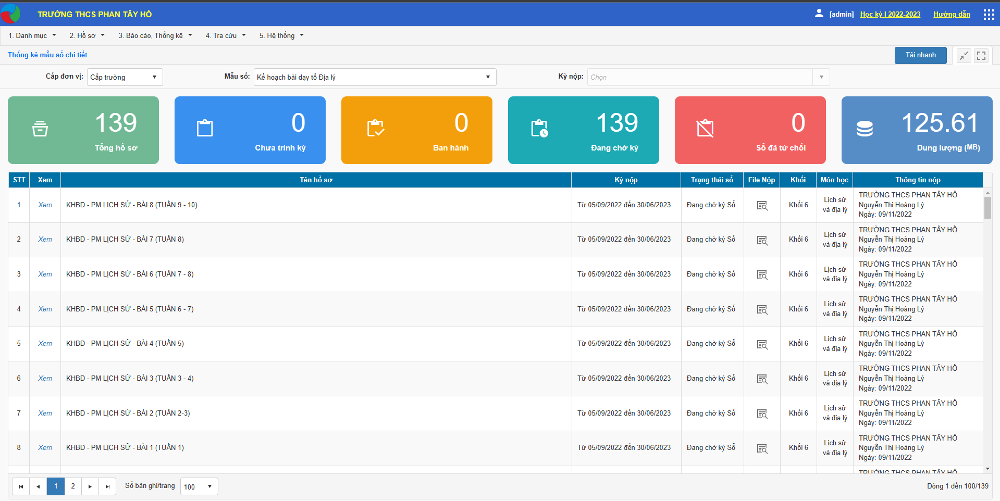 TRƯỜNG THCS PHAN TÂY HỒ
[admin] Học kỳ I 2022-2023 Hướng dẫn
1. Danh mục 2. Hồ sơ 3. Báo cáo, Thống kê 4. Tra cứu 5. Hệ thống
Thống kê mẫu sổ chi tiết Tải nhanh
Cấp đơn vị: Cấp trường Mẫu sổ: Kế hoạch bài dạy tổ Địa lý Kỳ nộp: Chọn
139 0 0 139 0 125.61
Tổng hồ sơ Chưa trình ký Ban hành Đang chờ ký Sổ đã từ chối Dung lượng (MB)
STT Xem Tên hồ sơ Kỳ nộp Trạng thái sổ File Nộp Khối Môn học Thông tin nộp
1 Xem KHBD - PM LỊCH SỬ - BÀI 8 (TUẦN 9 - 10) Từ 05/09/2022 đến 30/06/2023 Đang chờ ký Sổ Khối 6 Lịch sử và địa lý TRƯỜNG THCS PHAN TÂY HỒ
Nguyễn Thị Hoàng Lý
Ngày: 09/11/2022
2 Xem KHBD - PM LỊCH SỬ - BÀI 7 (TUẦN 8) Từ 05/09/2022 đến 30/06/2023 Đang chờ ký Sổ Khối 6 Lịch sử và địa lý TRƯỜNG THCS PHAN TÂY HỒ
Nguyễn Thị Hoàng Lý
Ngày: 09/11/2022
3 Xem KHBD - PM LỊCH SỬ - BÀI 6 (TUẦN 7 - 8) Từ 05/09/2022 đến 30/06/2023 Đang chờ ký Sổ Khối 6 Lịch sử và địa lý TRƯỜNG THCS PHAN TÂY HỒ
Nguyễn Thị Hoàng Lý
Ngày: 09/11/2022
4 Xem KHBD - PM LỊCH SỬ - BÀI 5 (TUẦN 6 - 7) Từ 05/09/2022 đến 30/06/2023 Đang chờ ký Sổ Khối 6 Lịch sử và địa lý TRƯỜNG THCS PHAN TÂY HỒ
Nguyễn Thị Hoàng Lý
Ngày: 09/11/2022
5 Xem KHBD - PM LỊCH SỬ - BÀI 4 (TUẦN 5) Từ 05/09/2022 đến 30/06/2023 Đang chờ ký Sổ Khối 6 Lịch sử và địa lý TRƯỜNG THCS PHAN TÂY HỒ
Nguyễn Thị Hoàng Lý
Ngày: 09/11/2022
6 Xem KHBD - PM LỊCH SỬ - BÀI 3 (TUẦN 3 - 4) Từ 05/09/2022 đến 30/06/2023 Đang chờ ký Sổ Khối 6 Lịch sử và địa lý TRƯỜNG THCS PHAN TÂY HỒ
Nguyễn Thị Hoàng Lý
Ngày: 09/11/2022
7 Xem KHBD - PM LỊCH SỬ - BÀI 2 (TUẦN 2-3) Từ 05/09/2022 đến 30/06/2023 Đang chờ ký Sổ Khối 6 Lịch sử và địa lý TRƯỜNG THCS PHAN TÂY HỒ
Nguyễn Thị Hoàng Lý
Ngày: 09/11/2022
8 Xem KHBD - PM LỊCH SỬ - BÀI 1 (TUẦN 1) Từ 05/09/2022 đến 30/06/2023 Đang chờ ký Sổ Khối 6 Lịch sử và địa lý TRƯỜNG THCS PHAN TÂY HỒ
Nguyễn Thị Hoàng Lý
Ngày: 09/11/2022
TRƯỜNG THCS PHAN TÂY HỒ
1 2 Số bản ghi/trang 100 Dòng 1 đến 100/139